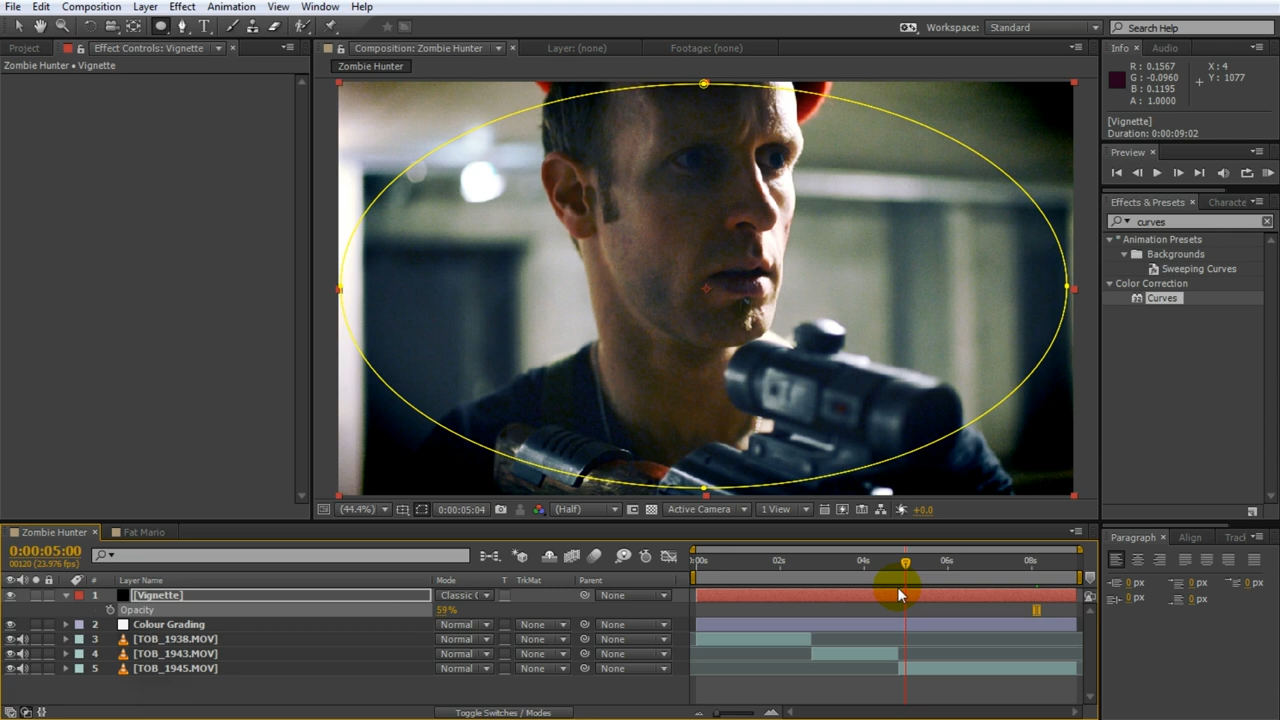 File Edit Composition Layer Effect Animation View Window Help
Workspace: Standard Search Help
Project Effect Controls: Vignette Composition: Zombie Hunter Layer: (none) Footage: (none) Info Audio
Zombie Hunter • Vignette
Zombie Hunter
R : 0.1567 X : 4
G : -0.0960 Y : 1077
B : 0.1195
A : 1.0000
[Vignette]
Duration: 0:00:09:02
Preview
Effects & Presets Characte
curves
Animation Presets
Backgrounds
Sweeping Curves
Color Correction
Curves
(44.4%) 0:00:05:04 (Half) Active Camera 1 View +0.0
Zombie Hunter Fat Mario
Paragraph Align Track
0:00:05:00
00120 (23.976 fps)
# Layer Name Mode T TrkMat Parent
0:00s 02s 04s 06s 08s
1 [Vignette] Classic ( None
Opacity 59%
2 Colour Grading Normal None None
3 [TOB_1938.MOV] Normal None None
4 [TOB_1943.MOV] Normal None None
5 [TOB_1945.MOV] Normal None None
0 px 0 px 0 px
0 px 0 px
Toggle Switches / Modes